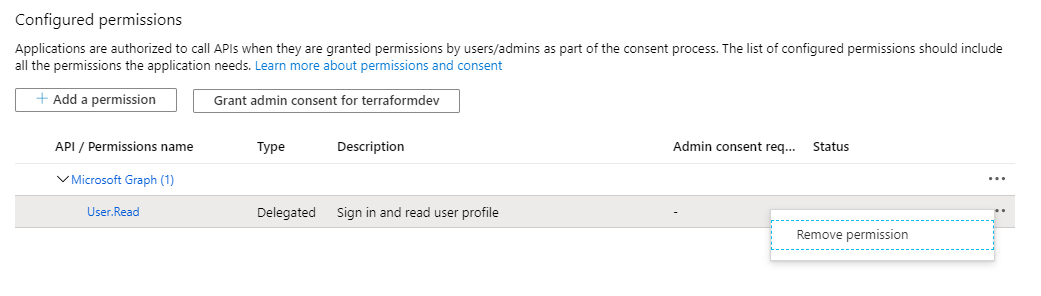 Configured permissions
Applications are authorized to call APIs when they are granted permissions by users/admins as part of the consent process. The list of configured permissions should include
all the permissions the application needs. Learn more about permissions and consent
+ Add a permission Grant admin consent for terraformdev
API / Permissions name Type Description Admin consent req... Status
Microsoft Graph (1) ...
User.Read Delegated Sign in and read user profile -
Remove permission